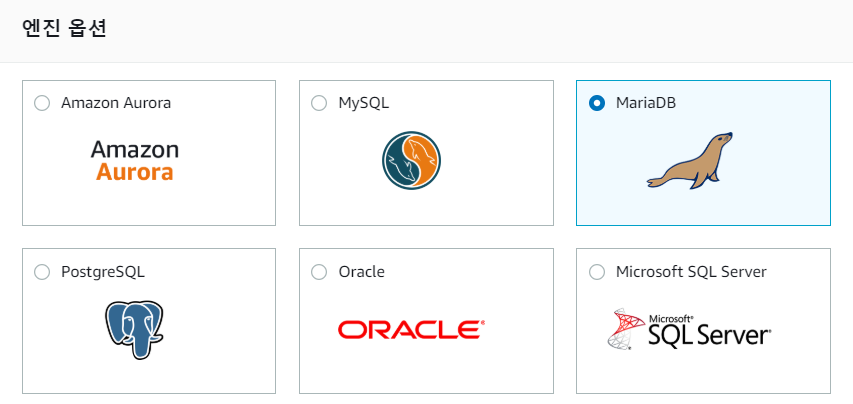 엔진 옵션
Amazon Aurora
MySQL
MariaDB
Amazon
Aurora
PostgreSQL
Oracle
Microsoft SQL Server
ORACLE®
Microsoft®
SQL Server®